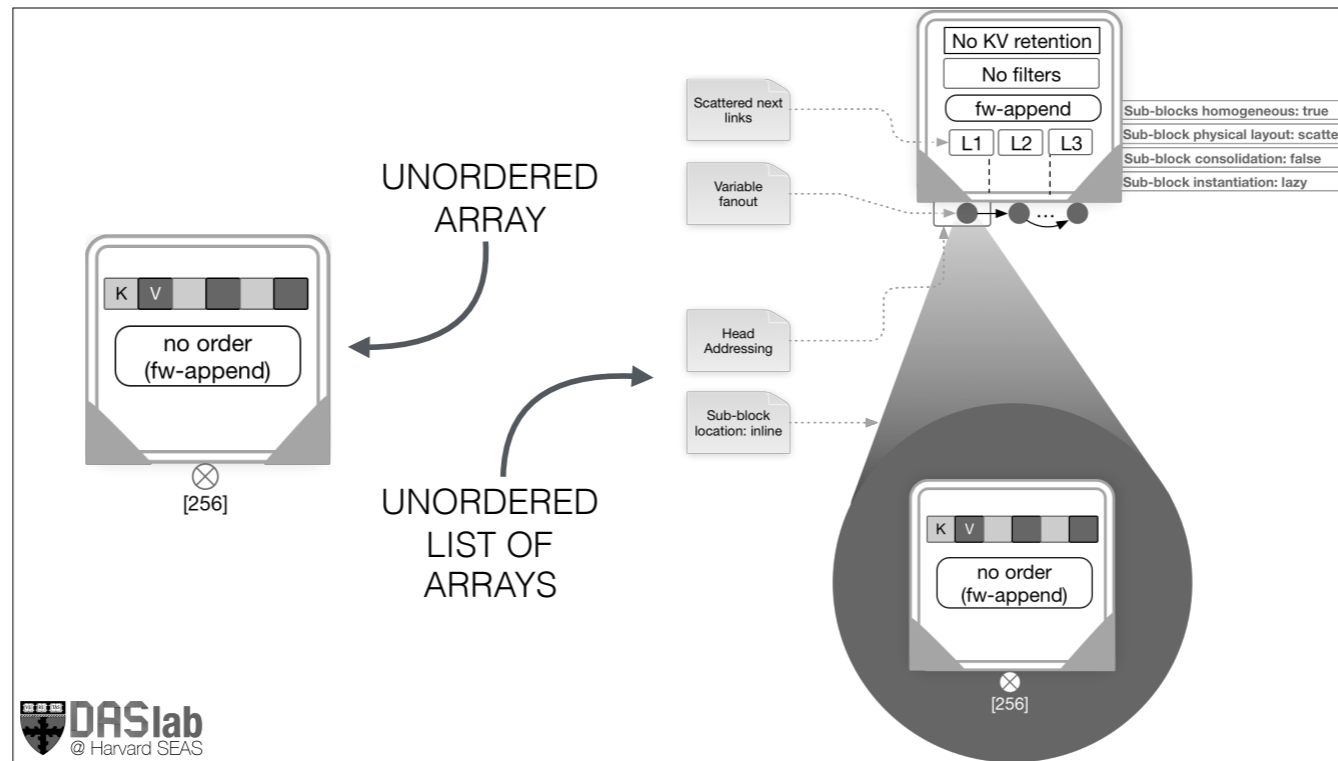 UNORDERED
ARRAY
K V
no order
(fw-append)
[256]
UNORDERED
LIST OF
ARRAYS
Scattered next
links
Variable
fanout
Head
Addressing
Sub-block
location: inline
No KV retention
No filters
fw-append
L1 L2 L3
...
Sub-blocks homogeneous: true
Sub-block physical layout: scatte
Sub-block consolidation: false
Sub-block instantiation: lazy
K V
no order
(fw-append)
[256]
DASlab
@ Harvard SEAS